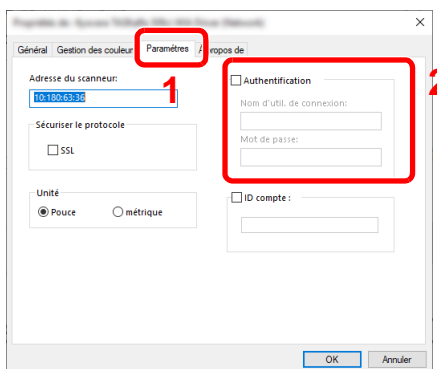 Général Gestion des couleur Paramètres propos de
1
2
Adresse du scanneur:
10:180:63:36
Sécuriser le protocole
SSL
Unité
Pouce métrique
Authentification
Nom d'util. de connexion:
Mot de passe:
ID compte :
OK Annuler